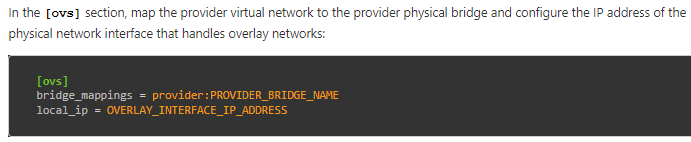 In the [ovs] section, map the provider virtual network to the provider physical bridge and configure the IP address of the
physical network interface that handles overlay networks:
[ovs]
bridge_mappings = provider:PROVIDER_BRIDGE_NAME
local_ip = OVERLAY_INTERFACE_IP_ADDRESS